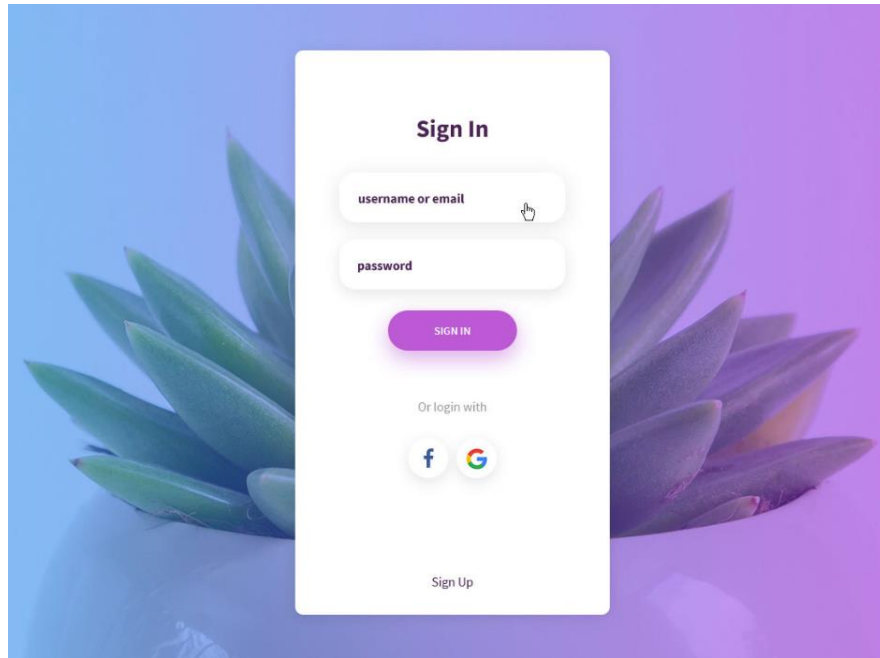 Sign In
username or email
password
SIGN IN
Or login with
f G
Sign Up